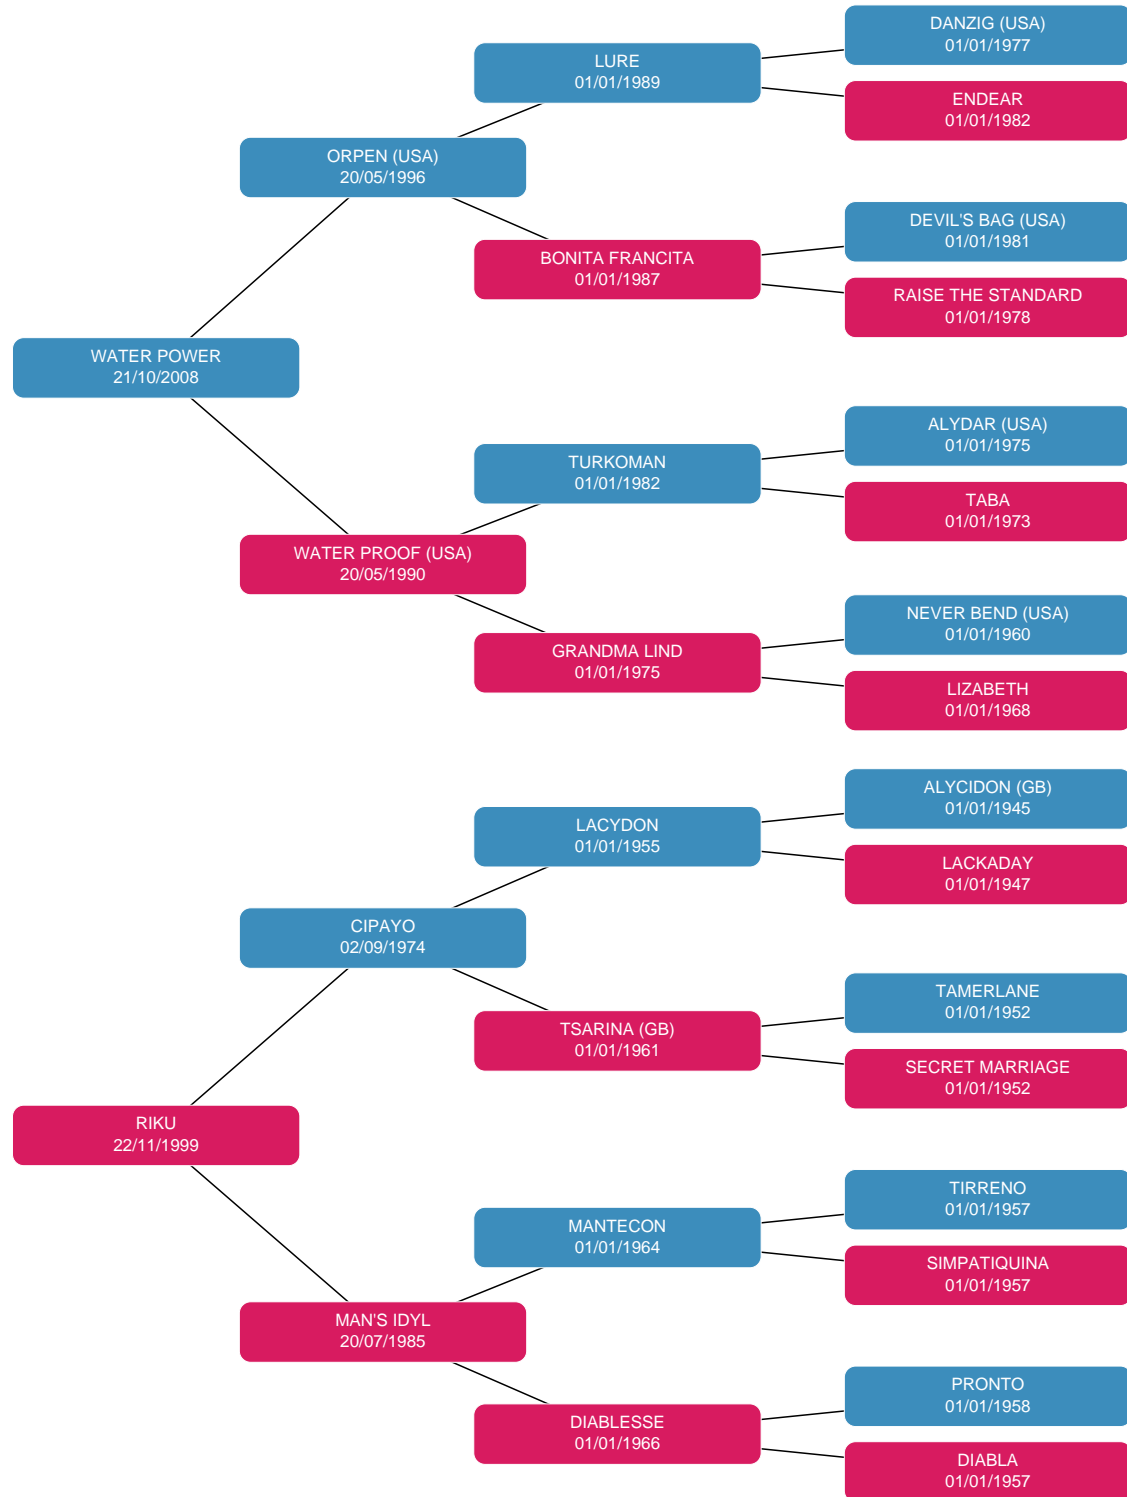 DANZIG (USA)
01/01/1977
LURE
01/01/1989
ENDEAR
01/01/1982
ORPEN (USA)
20/05/1996
DEVIL'S BAG (USA)
01/01/1981
BONITA FRANCITA
01/01/1987
RAISE THE STANDARD
01/01/1978
WATER POWER
21/10/2008
ALYDAR (USA)
01/01/1975
TURKOMAN
01/01/1982
TABA
01/01/1973
WATER PROOF (USA)
20/05/1990
NEVER BEND (USA)
01/01/1960
GRANDMA LIND
01/01/1975
LIZABETH
01/01/1968
ALYCIDON (GB)
01/01/1945
LACYDON
01/01/1955
LACKADAY
01/01/1947
CIPAYO
02/09/1974
TAMERLANE
01/01/1952
TSARINA (GB)
01/01/1961
SECRET MARRIAGE
01/01/1952
RIKU
22/11/1999
TIRRENO
01/01/1957
MANTECON
01/01/1964
SIMPATIQUINA
01/01/1957
MAN'S IDYL
20/07/1985
PRONTO
01/01/1958
DIABLESSE
01/01/1966
DIABLA
01/01/1957